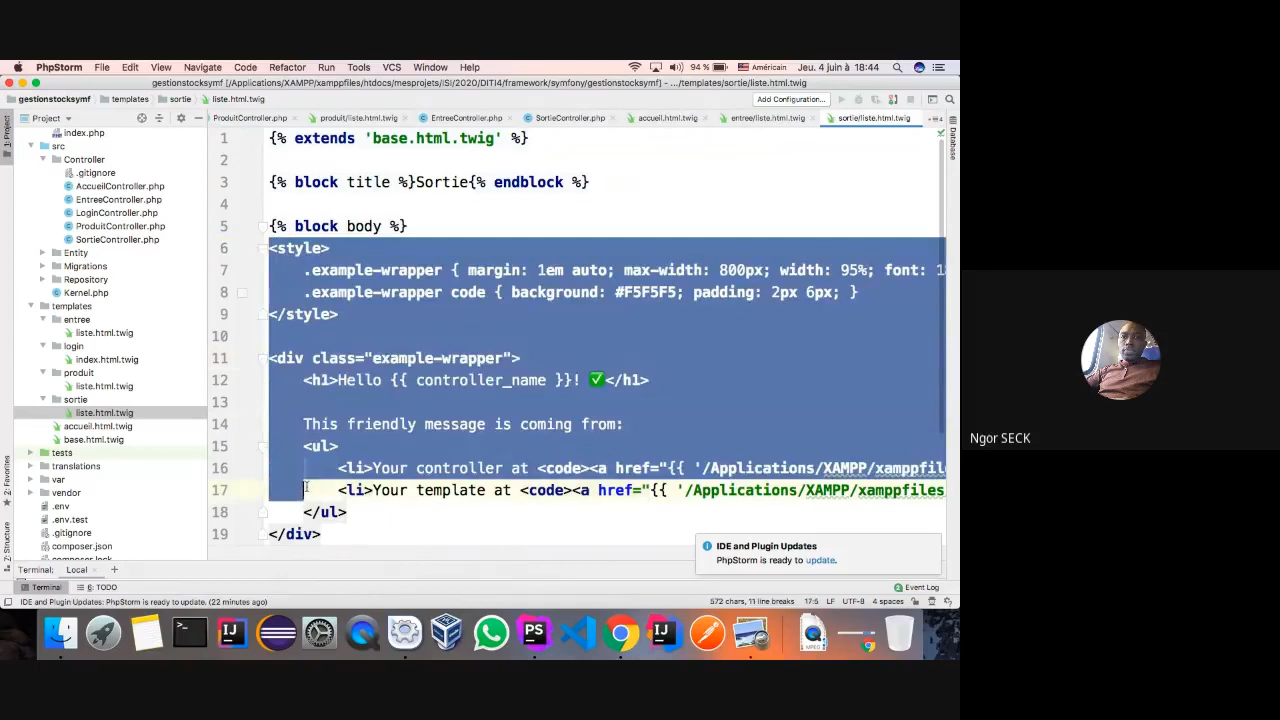 PhpStorm File Edit View Navigate Code Refactor Run Tools VCS Window Help 94 % Américain Jeu. 4 juin à 18:44
gestionstocksymf [/Applications/XAMPP/xamppfiles/htdocs/mesprojets/ISI/2020/DITI4/framework/symfony/gestionstocksymf] - .../templates/sortie/liste.html.twig
gestionstocksymf templates sortie liste.html.twig Add Configuration...
Project ProduitController.php produit/liste.html.twig EntreeController.php SortieController.php accueil.html.twig entree/liste.html.twig sortie/liste.html.twig
index.php
src
Controller
.gitignore
AccueilController.php
EntreeController.php
LoginController.php
ProduitController.php
SortieController.php
Entity
Migrations
Repository
Kernel.php
templates
entree
liste.html.twig
login
index.html.twig
produit
liste.html.twig
sortie
liste.html.twig
accueil.html.twig
base.html.twig
tests
translations
var
vendor
.env
.env.test
.gitignore
composer.json
composer.lock
1 {% extends 'base.html.twig' %}
2
3 {% block title %}Sortie{% endblock %}
4
5 {% block body %}
6 <style>
7 .example-wrapper { margin: 1em auto; max-width: 800px; width: 95%; font: 1
8 .example-wrapper code { background: #F5F5F5; padding: 2px 6px; }
9 </style>
10
11 <div class="example-wrapper">
12 <h1>Hello {{ controller_name }}! ✅</h1>
13
14 This friendly message is coming from:
15 <ul>
16 <li>Your controller at <code><a href="{{ '/Applications/XAMPP/xamppfil
17 <li>Your template at <code><a href="{{ '/Applications/XAMPP/xamppfiles
18 </ul>
19 </div>
1: Project
2: Favorites
7: Structure
Database
IDE and Plugin Updates
PhpStorm is ready to update.
Terminal: Local +
Terminal 6: TODO Event Log
IDE and Plugin Updates: PhpStorm is ready to update. (22 minutes ago) 572 chars, 11 line breaks 17:5 LF UTF-8 4 spaces
Ngor SECK